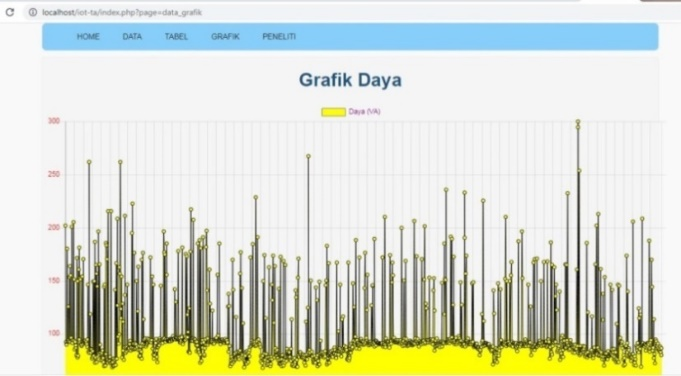 localhost/iot-ta/index.php?page=data_grafik
HOME DATA TABEL GRAFIK PENELITI
Grafik Daya
Daya (VA)
300
250
200
150
100